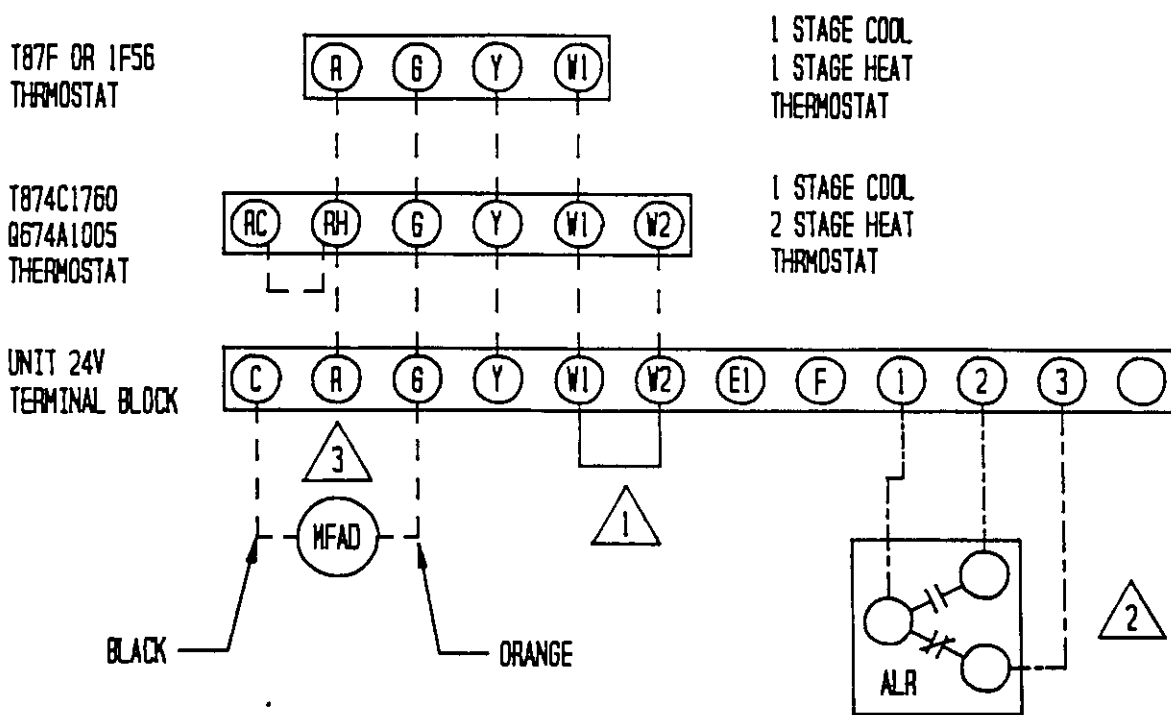 T87F OR 1F56
THRMOSTAT
R G Y W1
1 STAGE COOL
1 STAGE HEAT
THERMOSTAT
T874C1760
Q674A1005
THERMOSTAT
RC RH G Y W1 W2
1 STAGE COOL
2 STAGE HEAT
THRMOSTAT
UNIT 24V
TERMINAL BLOCK
C R G Y W1 W2 E1 F 1 2 3
3
1
2
MFAD
BLACK
ORANGE
ALR